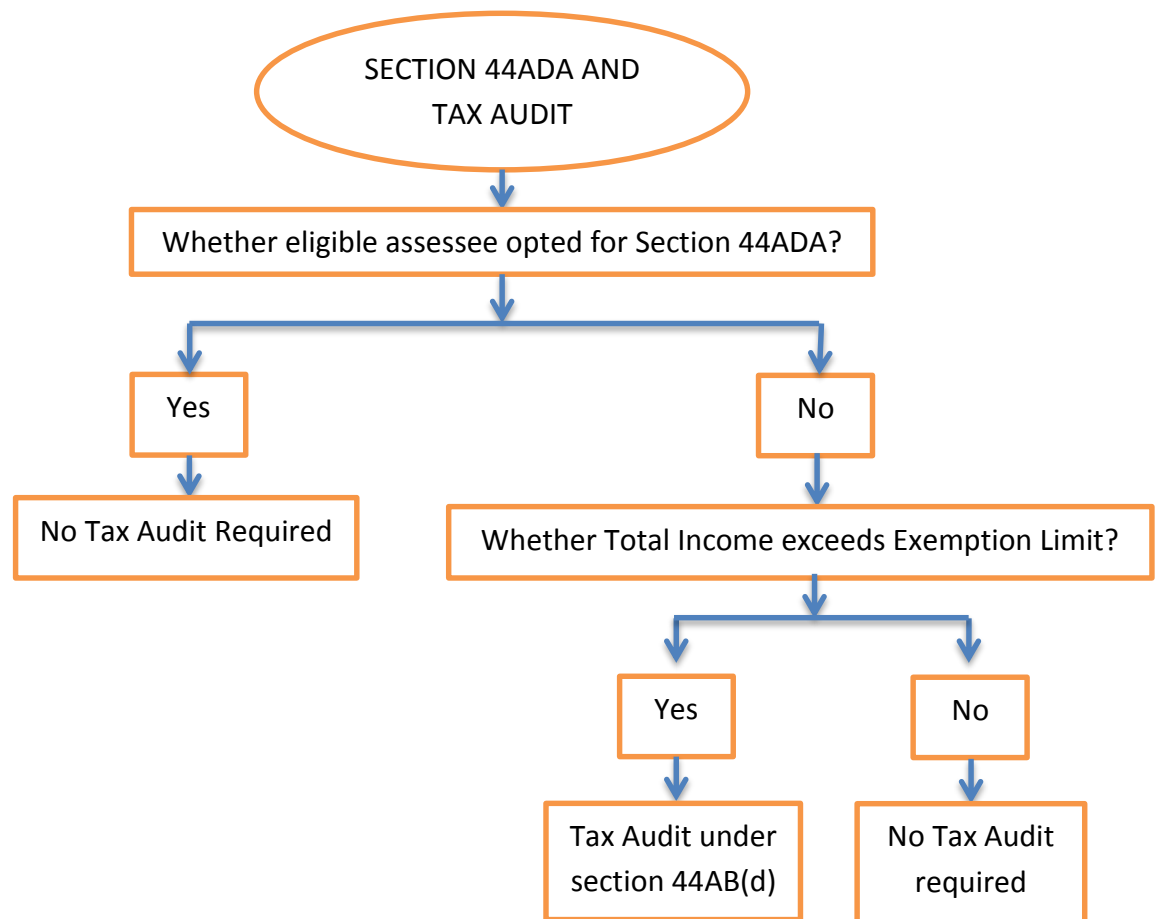 SECTION 44ADA AND
TAX AUDIT
Whether eligible assessee opted for Section 44ADA?
Yes
No
No Tax Audit Required
Whether Total Income exceeds Exemption Limit?
Yes
No
Tax Audit under
section 44AB(d)
No Tax Audit
required